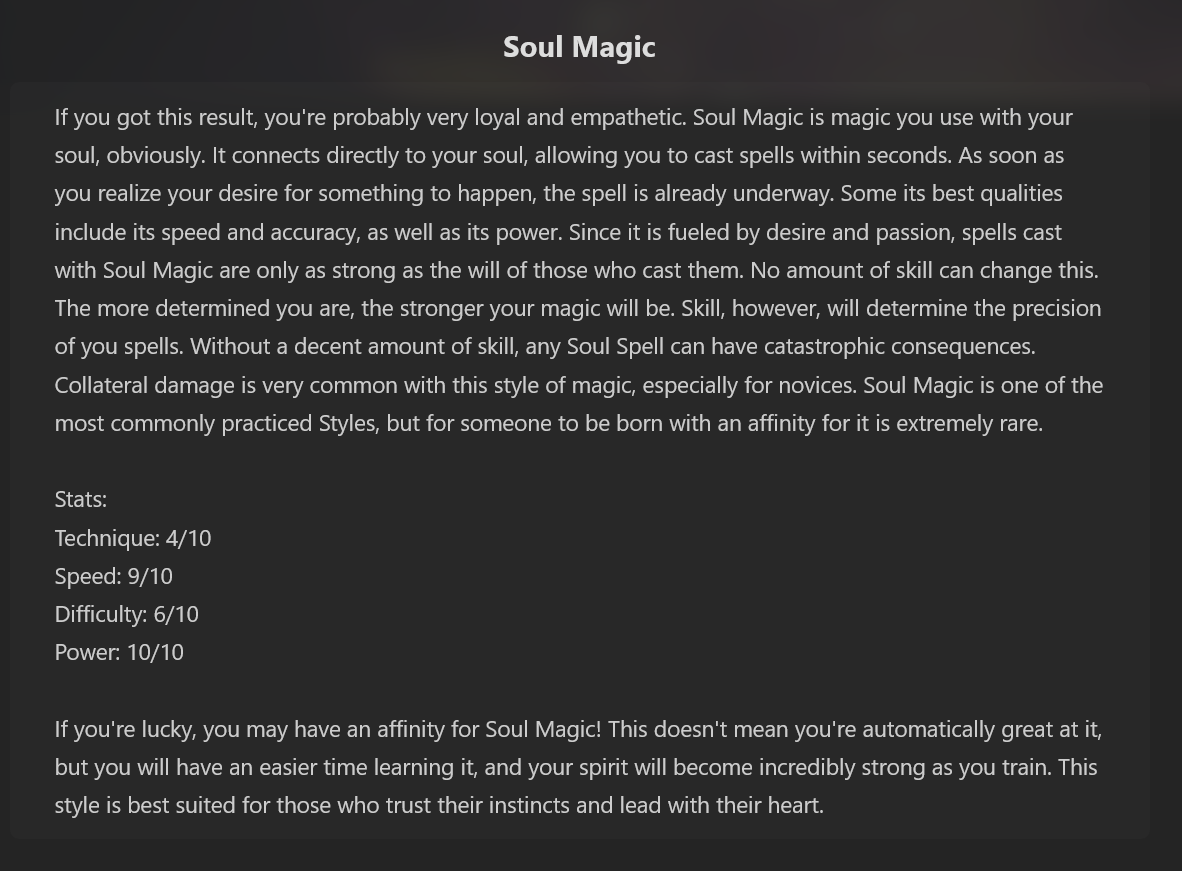 Soul Magic
If you got this result, you're probably very loyal and empathetic. Soul Magic is magic you use with your
soul, obviously. It connects directly to your soul, allowing you to cast spells within seconds. As soon as
you realize your desire for something to happen, the spell is already underway. Some its best qualities
include its speed and accuracy, as well as its power. Since it is fueled by desire and passion, spells cast
with Soul Magic are only as strong as the will of those who cast them. No amount of skill can change this.
The more determined you are, the stronger your magic will be. Skill, however, will determine the precision
of you spells. Without a decent amount of skill, any Soul Spell can have catastrophic consequences.
Collateral damage is very common with this style of magic, especially for novices. Soul Magic is one of the
most commonly practiced Styles, but for someone to be born with an affinity for it is extremely rare.
Stats:
Technique: 4/10
Speed: 9/10
Difficulty: 6/10
Power: 10/10
If you're lucky, you may have an affinity for Soul Magic! This doesn't mean you're automatically great at it,
but you will have an easier time learning it, and your spirit will become incredibly strong as you train. This
style is best suited for those who trust their instincts and lead with their heart.